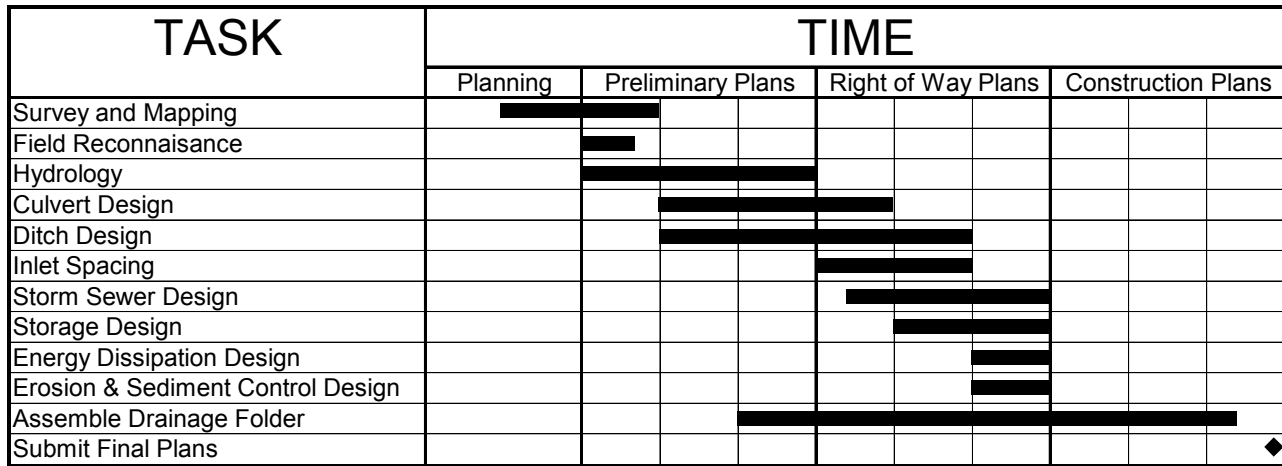 TASK
TIME
Planning
Preliminary Plans
Right of Way Plans
Construction Plans
Survey and Mapping
Field Reconnaisance
Hydrology
Culvert Design
Ditch Design
Inlet Spacing
Storm Sewer Design
Storage Design
Energy Dissipation Design
Erosion & Sediment Control Design
Assemble Drainage Folder
Submit Final Plans